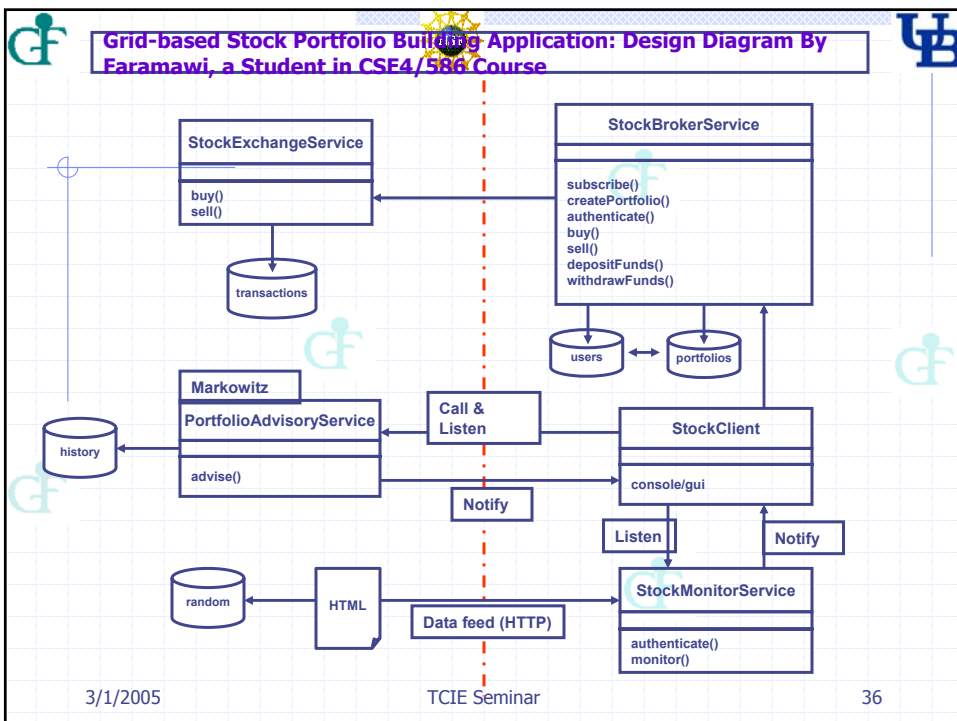 Grid-based Stock Portfolio Building Application: Design Diagram By
Faramawi, a Student in CSE4/586 Course
StockExchangeService
buy()
sell()
transactions
StockBrokerService
subscribe()
createPortfolio()
authenticate()
buy()
sell()
depositFunds()
withdrawFunds()
users
portfolios
Markowitz
PortfolioAdvisoryService
advise()
history
Call &
Listen
Notify
StockClient
console/gui
Listen
Notify
random
HTML
Data feed (HTTP)
StockMonitorService
authenticate()
monitor()
3/1/2005
TCIE Seminar
36